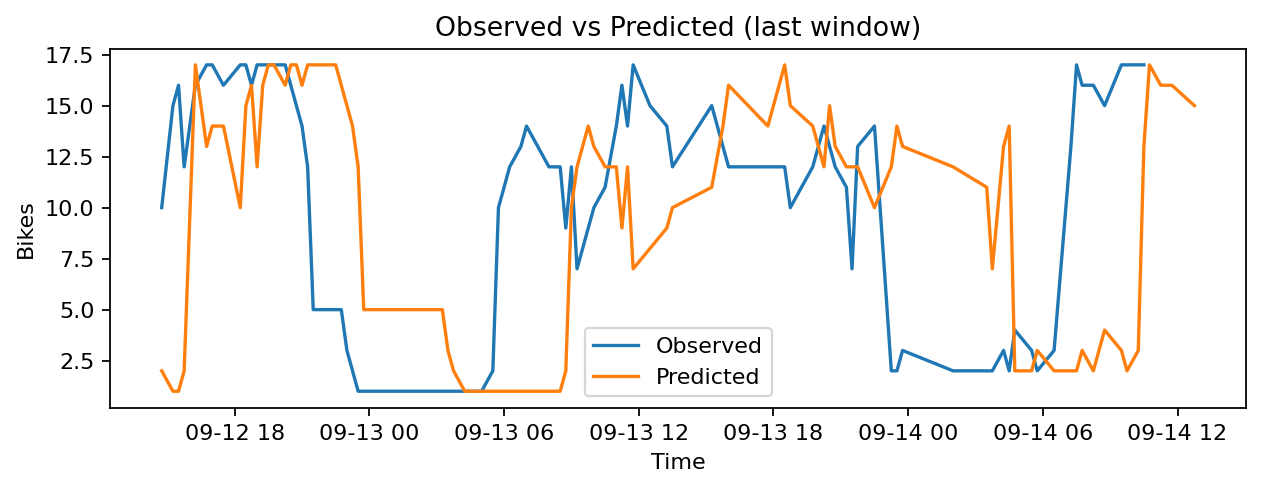 Observed vs Predicted (last window)
17.5
15.0
12.5
10.0
7.5
5.0
2.5
Bikes
Observed
Predicted
09-12 18 09-13 00 09-13 06 09-13 12 09-13 18 09-14 00 09-14 06 09-14 12
Time